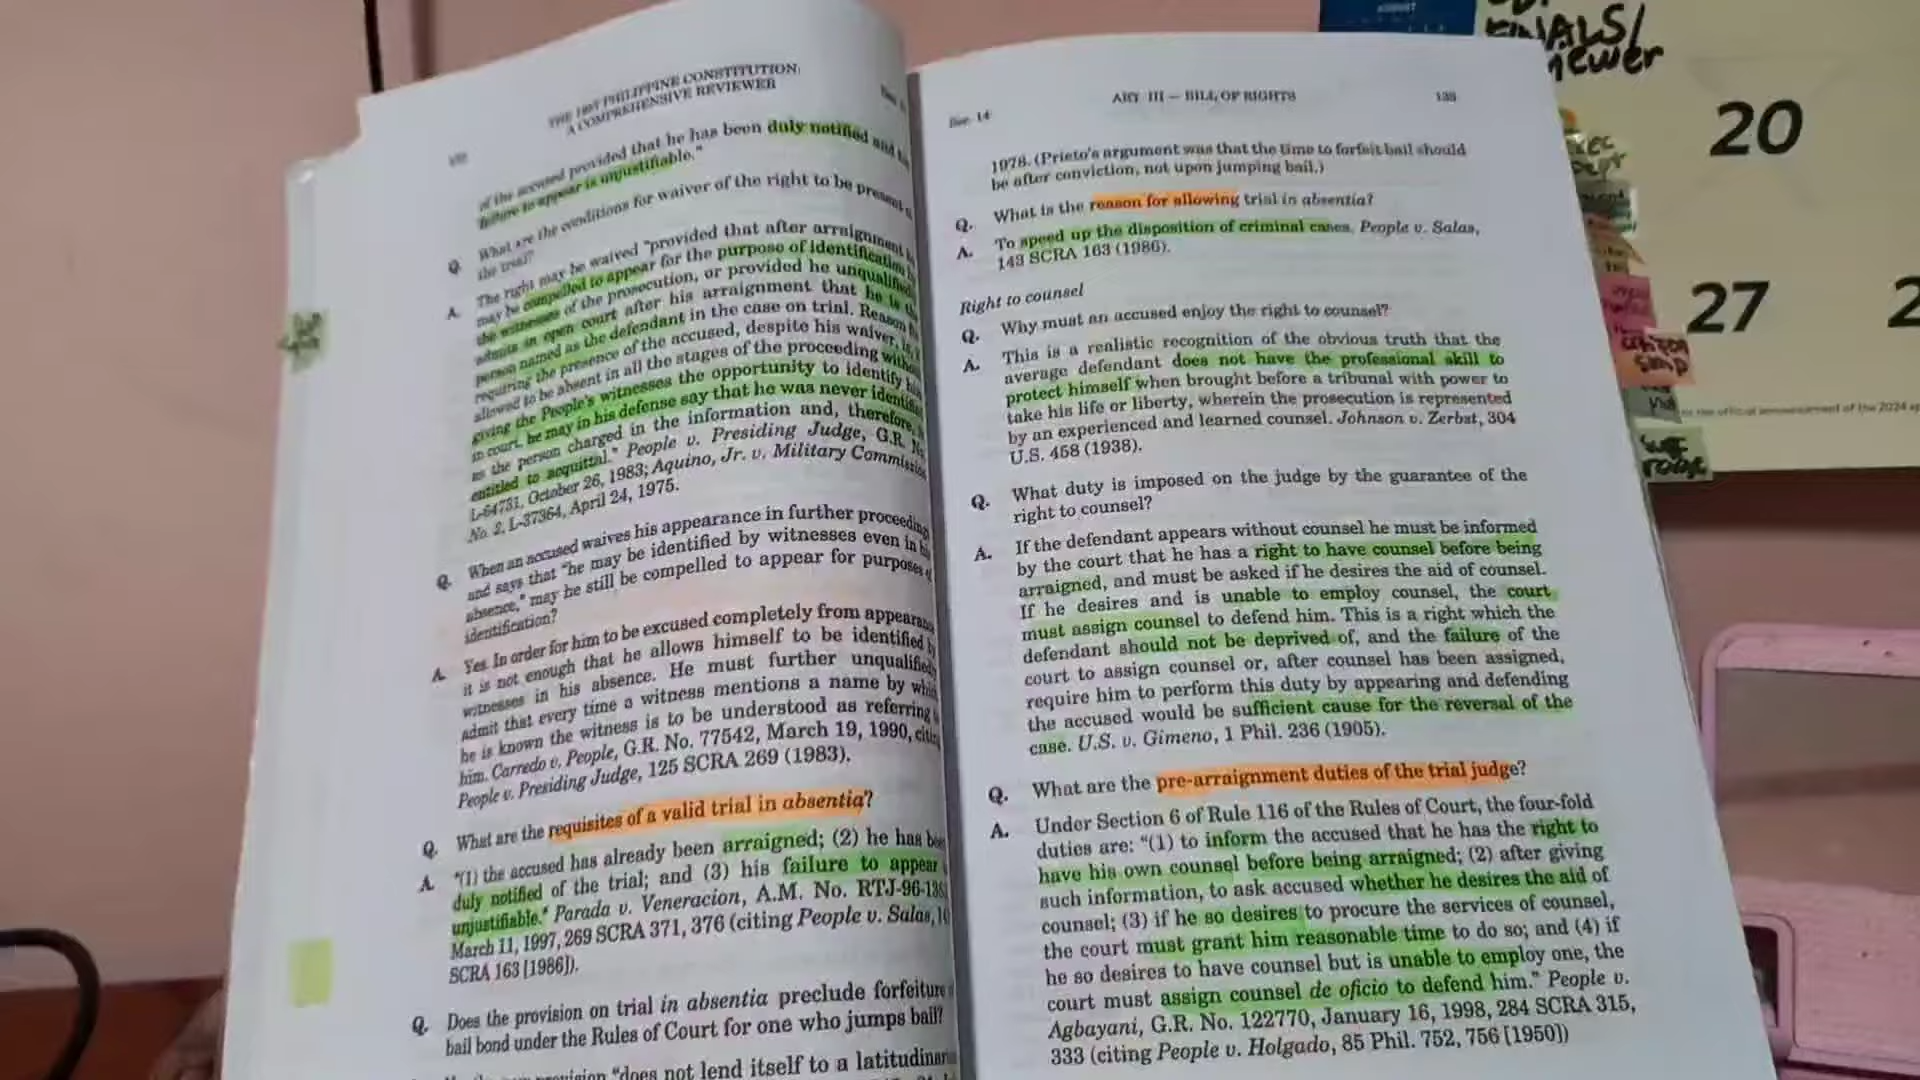 THE 1987 PHILIPPINE CONSTITUTION:
A COMPREHENSIVE REVIEWER
of the accused provided that he has been duly notified and
failure to appear is unjustifiable."
Q. What are the conditions for waiver of the right to be present
the trial?
A. The right may be waived "provided that after arraignment
may be compelled to appear for the purpose of identification
the witnesses of the prosecution, or provided he unqualifiedly
admits in open court after his arraignment that he is the
person named as the defendant in the case on trial. Reason
requiring the presence of the accused, despite his waiver, is,
allowed to be absent in all the stages of the proceeding without
giving the People's witnesses the opportunity to identify him
in court, he may in his defense say that he was never identified
as the person charged in the information and, therefore,
entitled to acquittal." People v. Presiding Judge, G.R. No.
L-64731, October 26, 1983; Aquino, Jr. v. Military Commission
No. 2, L-37364, April 24, 1975.
Q. When an accused waives his appearance in further proceedings
and says that "he may be identified by witnesses even in his
absence," may he still be compelled to appear for purposes of
identification?
A. Yes. In order for him to be excused completely from appearance
it is not enough that he allows himself to be identified by
witnesses in his absence. He must further unqualifiedly
admit that every time a witness mentions a name by which
he is known the witness is to be understood as referring
him. Carredo v. People, G.R. No. 77542, March 19, 1990, citing
People v. Presiding Judge, 125 SCRA 269 (1983).
Q. What are the requisites of a valid trial in absentia?
A. "(1) the accused has already been arraigned; (2) he has been
duly notified of the trial; and (3) his failure to appear
unjustifiable." Parada v. Veneracion, A.M. No. RTJ-96-
March 11, 1997, 269 SCRA 371, 376 (citing People v. Salas,
SCRA 163 [1986]).
Q. Does the provision on trial in absentia preclude forfeiture
bail bond under the Rules of Court for one who jumps bail?
provision "does not lend itself to a
Sec. 14
ART III — BILL OF RIGHTS
133
1978. (Prieto's argument was that the time to forfeit bail should
be after conviction, not upon jumping bail.)
Q. What is the reason for allowing trial in absentia?
A. To speed up the disposition of criminal cases. People v. Salas,
143 SCRA 163 (1986).
Right to counsel
Q. Why must an accused enjoy the right to counsel?
A. This is a realistic recognition of the obvious truth that the
average defendant does not have the professional skill to
protect himself when brought before a tribunal with power to
take his life or liberty, wherein the prosecution is represented
by an experienced and learned counsel. Johnson v. Zerbst, 304
U.S. 458 (1938).
Q. What duty is imposed on the judge by the guarantee of the
right to counsel?
A. If the defendant appears without counsel he must be informed
by the court that he has a right to have counsel before being
arraigned, and must be asked if he desires the aid of counsel.
If he desires and is unable to employ counsel, the court
must assign counsel to defend him. This is a right which the
defendant should not be deprived of, and the failure of the
court to assign counsel or, after counsel has been assigned,
require him to perform this duty by appearing and defending
the accused would be sufficient cause for the reversal of the
case. U.S. v. Gimeno, 1 Phil. 236 (1905).
Q. What are the pre-arraignment duties of the trial judge?
A. Under Section 6 of Rule 116 of the Rules of Court, the four-fold
duties are: "(1) to inform the accused that he has the right to
have his own counsel before being arraigned; (2) after giving
such information, to ask accused whether he desires the aid of
counsel; (3) if he so desires to procure the services of counsel,
the court must grant him reasonable time to do so; and (4) if
he so desires to have counsel but is unable to employ one, the
court must assign counsel de oficio to defend him." People v.
Agbayani, G.R. No. 122770, January 16, 1998, 284 SCRA 315,
333 (citing People v. Holgado, 85 Phil. 752, 756 [1950])
AUGUST
FINALS/
20
27
2
official announcement of the 2024